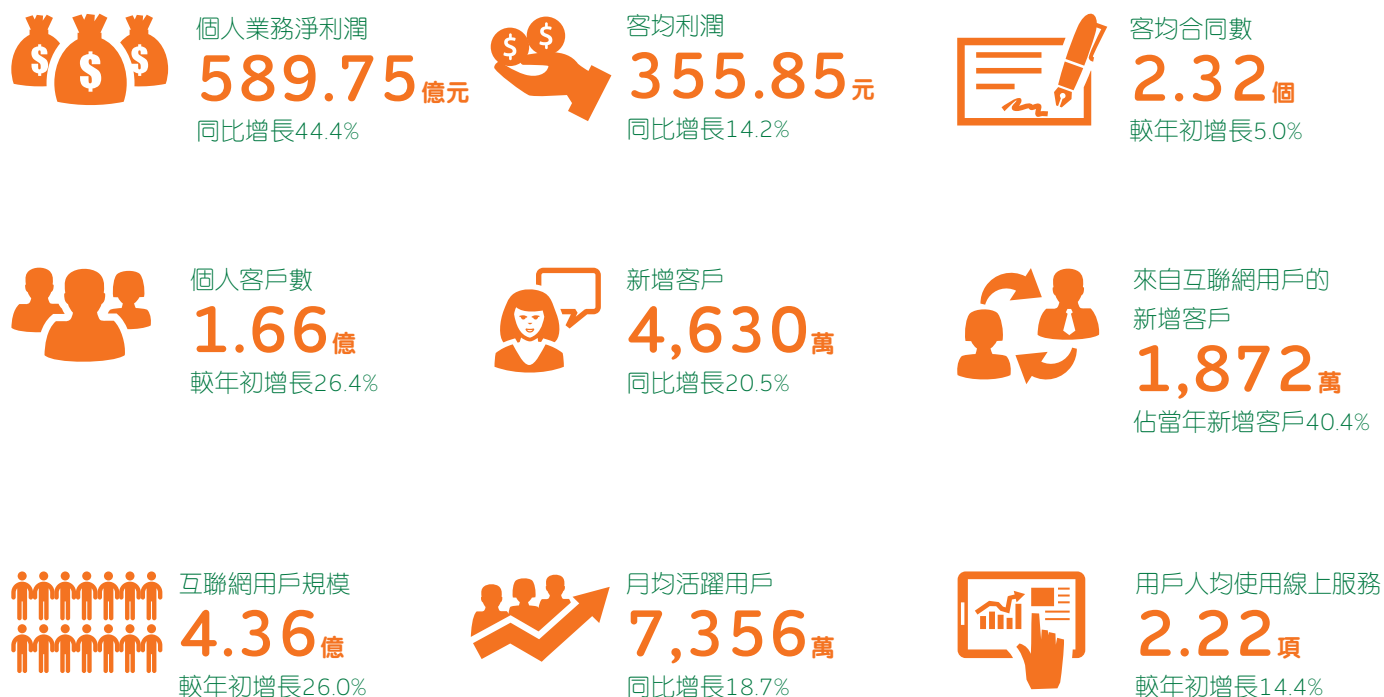 個人業務淨利潤
589.75億元
同比增長44.4%
客均利潤
355.85元
同比增長14.2%
客均合同數
2.32個
較年初增長5.0%
個人客戶數
1.66億
較年初增長26.4%
新增客戶
4,630萬
同比增長20.5%
來自互聯網用戶的
新增客戶
1,872萬
佔當年新增客戶40.4%
互聯網用戶規模
4.36億
較年初增長26.0%
月均活躍用戶
7,356萬
同比增長18.7%
用戶人均使用線上服務
2.22項
較年初增長14.4%